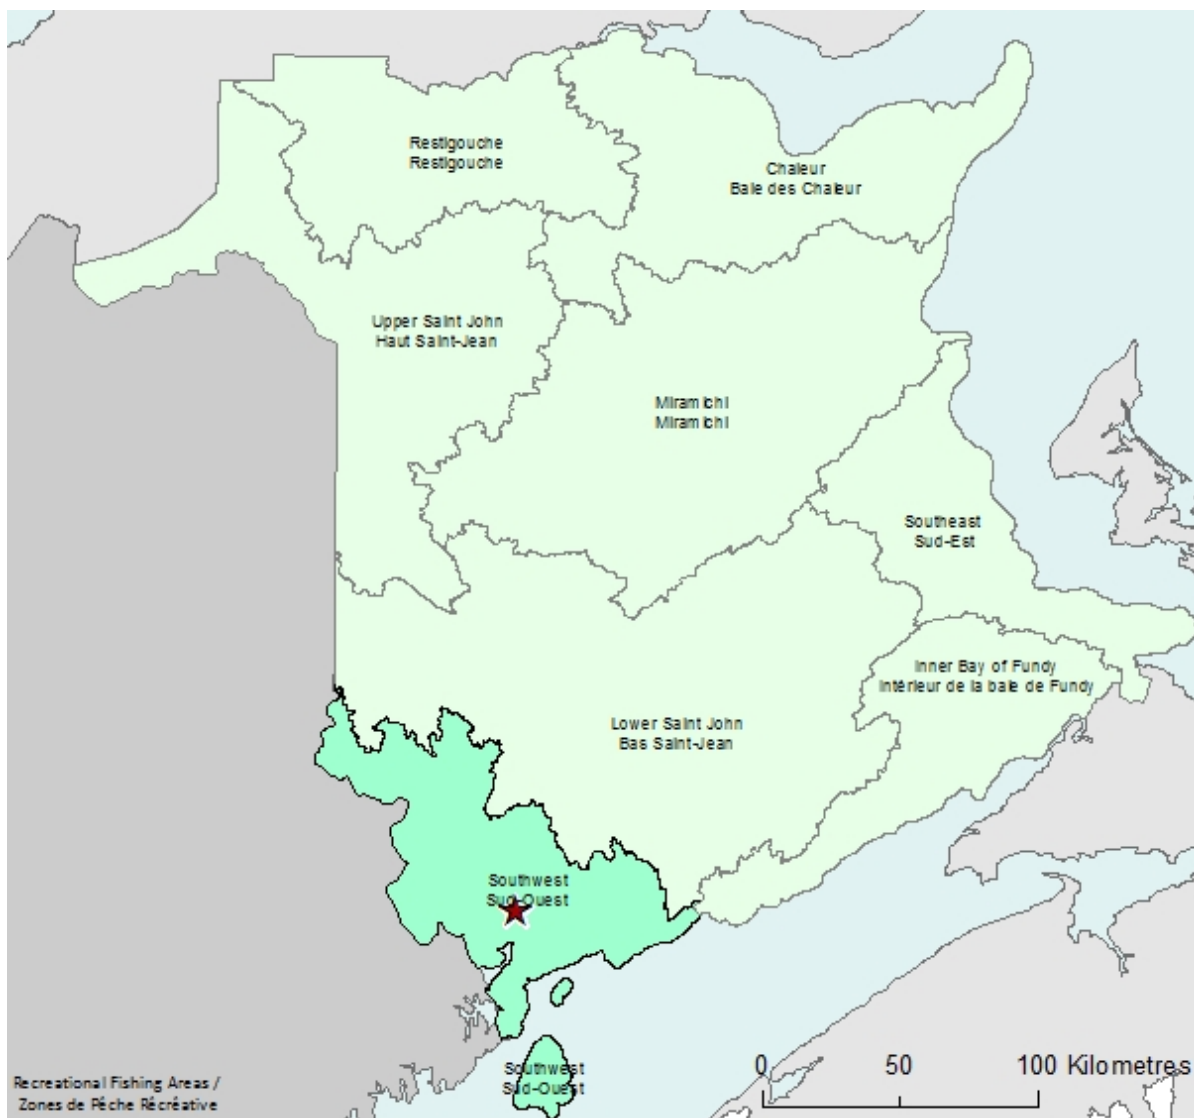 Restigouche
Restigouche
Chaleur
Baie des Chaleur
Upper Saint John
Haut Saint-Jean
Miramichi
Miramichi
Southeast
Sud-Est
Inner Bay of Fundy
Intérieur de la baie de Fundy
Lower Saint John
Bas Saint-Jean
Southwest
Sud-Ouest
Southwest
Sud-Ouest
0 50 100 Kilometres
Recreational Fishing Areas /
Zones de Pêche Récréative